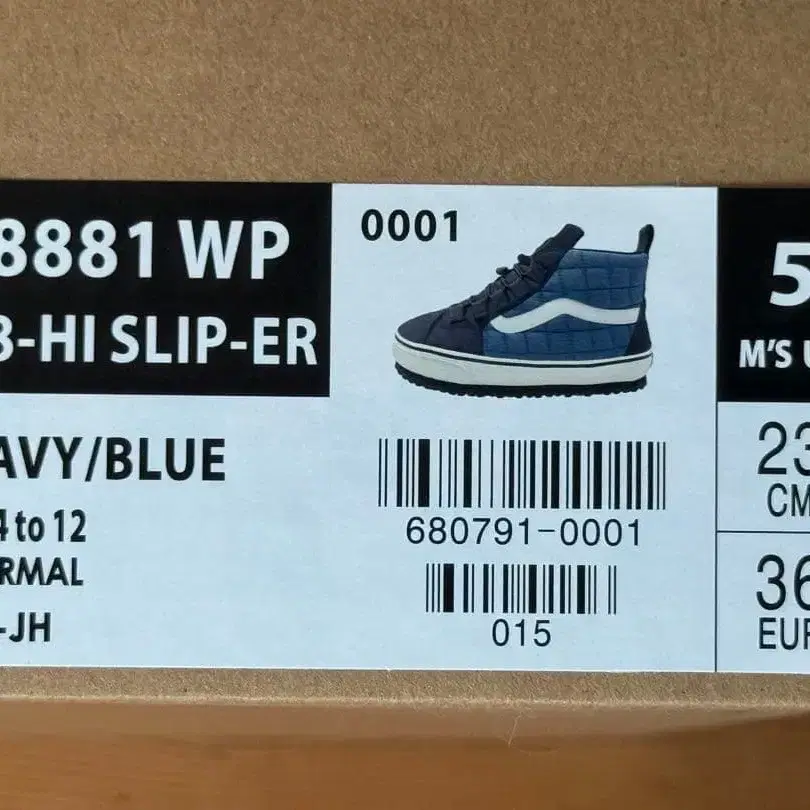 8881 WP
3-HI SLIP-ER
AVY/BLUE
4 to 12
RMAL
-JH
0001
680791-0001
015
5
M'S U
23
CM
36
EUR